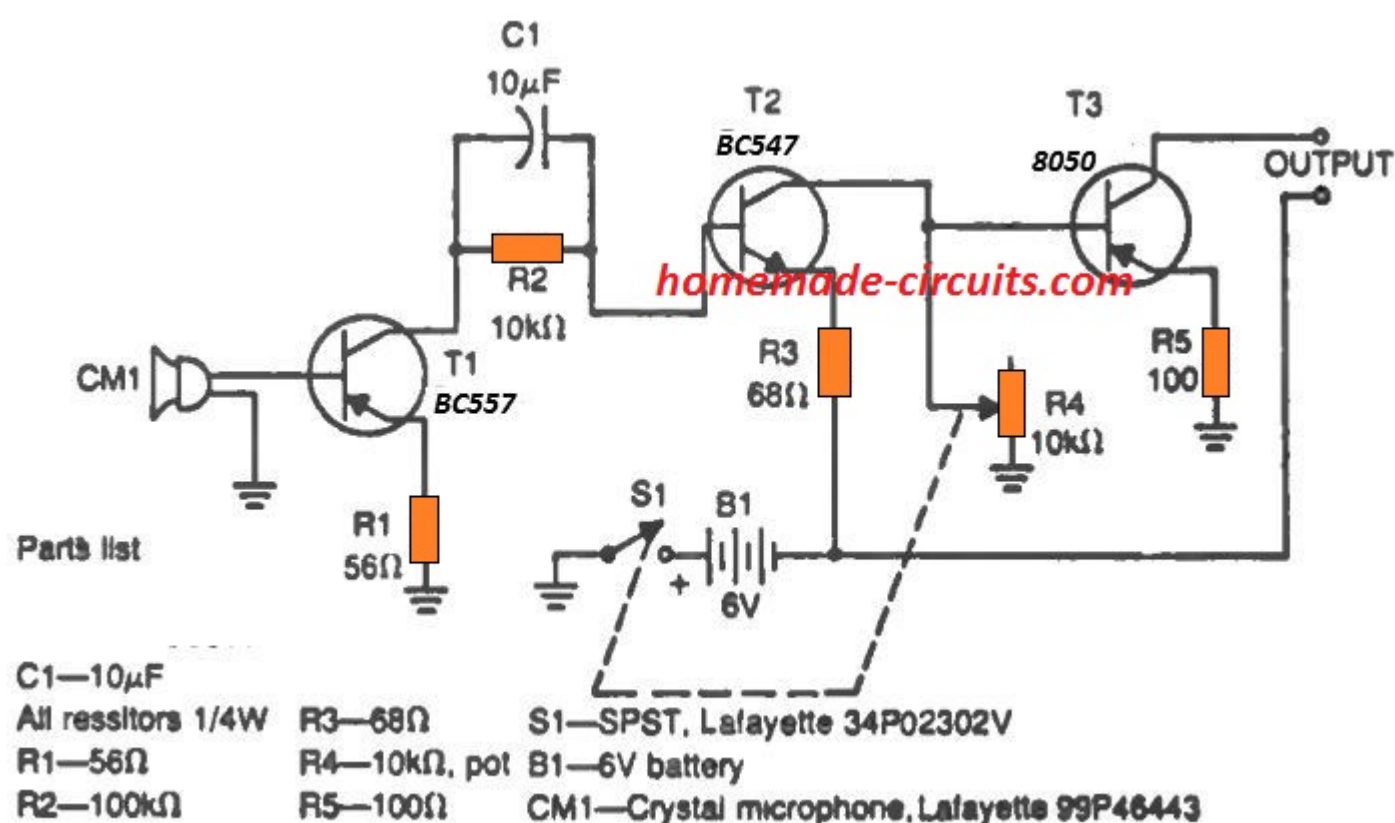 C1
10μF
T2
BC547
T3
8050
OUTPUT
R2
10kΩ
homemade-circuits.com
CM1
T1
BC557
R3
68Ω
R5
100
R4
10kΩ
S1
B1
R1
56Ω
+
6V
Parts list
C1—10μF
All ressitors 1/4W
R1—56Ω
R2—100kΩ
R3—68Ω
R4—10kΩ, pot
R5—100Ω
S1—SPST, Lafayette 34P02302V
B1—6V battery
CM1—Crystal microphone, Lafayette 99P46443